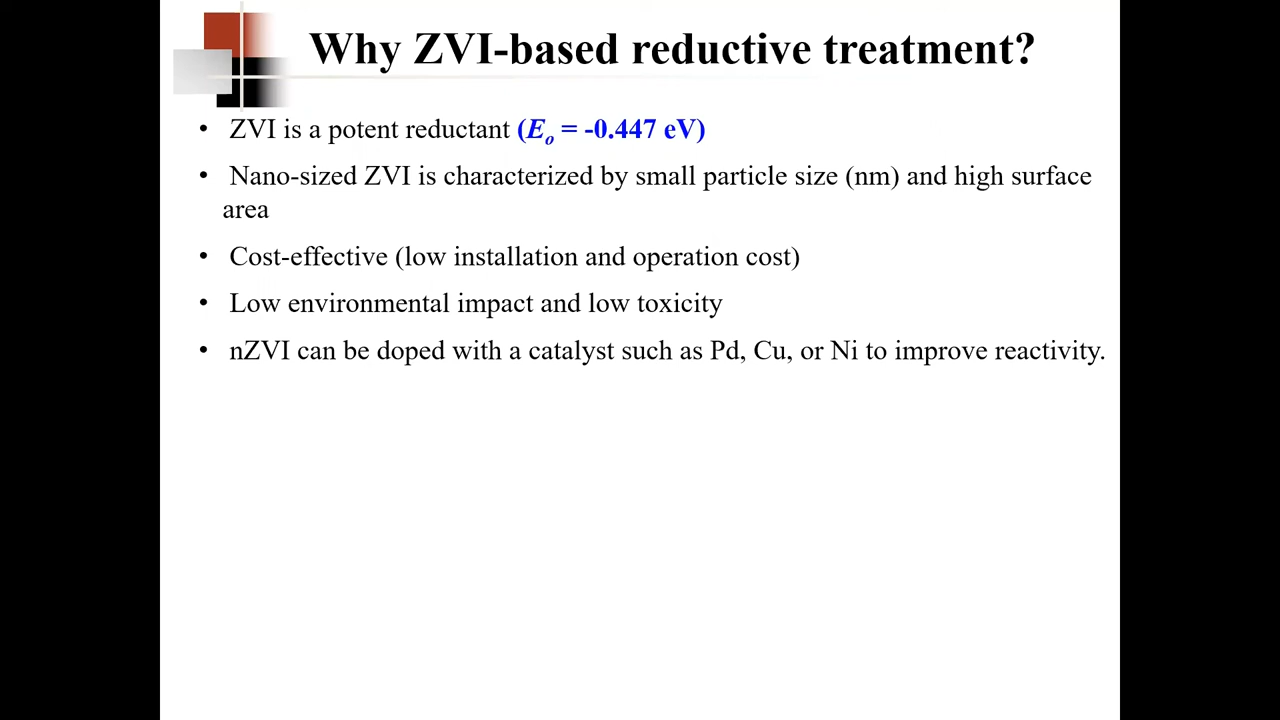 Why ZVI-based reductive treatment?
• ZVI is a potent reductant (Eo = -0.447 eV)
• Nano-sized ZVI is characterized by small particle size (nm) and high surface
area
• Cost-effective (low installation and operation cost)
• Low environmental impact and low toxicity
• nZVI can be doped with a catalyst such as Pd, Cu, or Ni to improve reactivity.